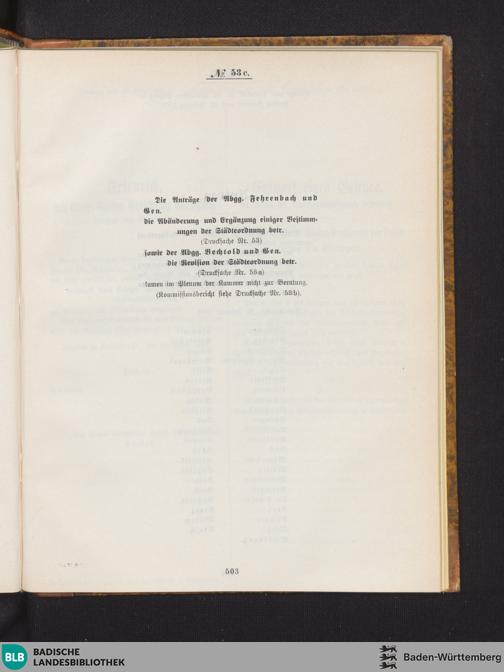 № 53 c.
Die Anträge der Abgg. Fehrenbach und
Gen.
die Abänderung und Ergänzung einiger Bestimm-
ungen der Städteordnung betr.
(Drucksache Nr. 53)
sowie der Abgg. Bechtold und Gen.
die Revision der Städteordnung betr.
(Drucksache Nr. 53a)
kamen im Plenum der Kammer nicht zur Beratung.
(Kommissionsbericht siehe Drucksache Nr. 53b).
503
BLB BADISCHE
LANDESBIBLIOTHEK
Baden-Württemberg